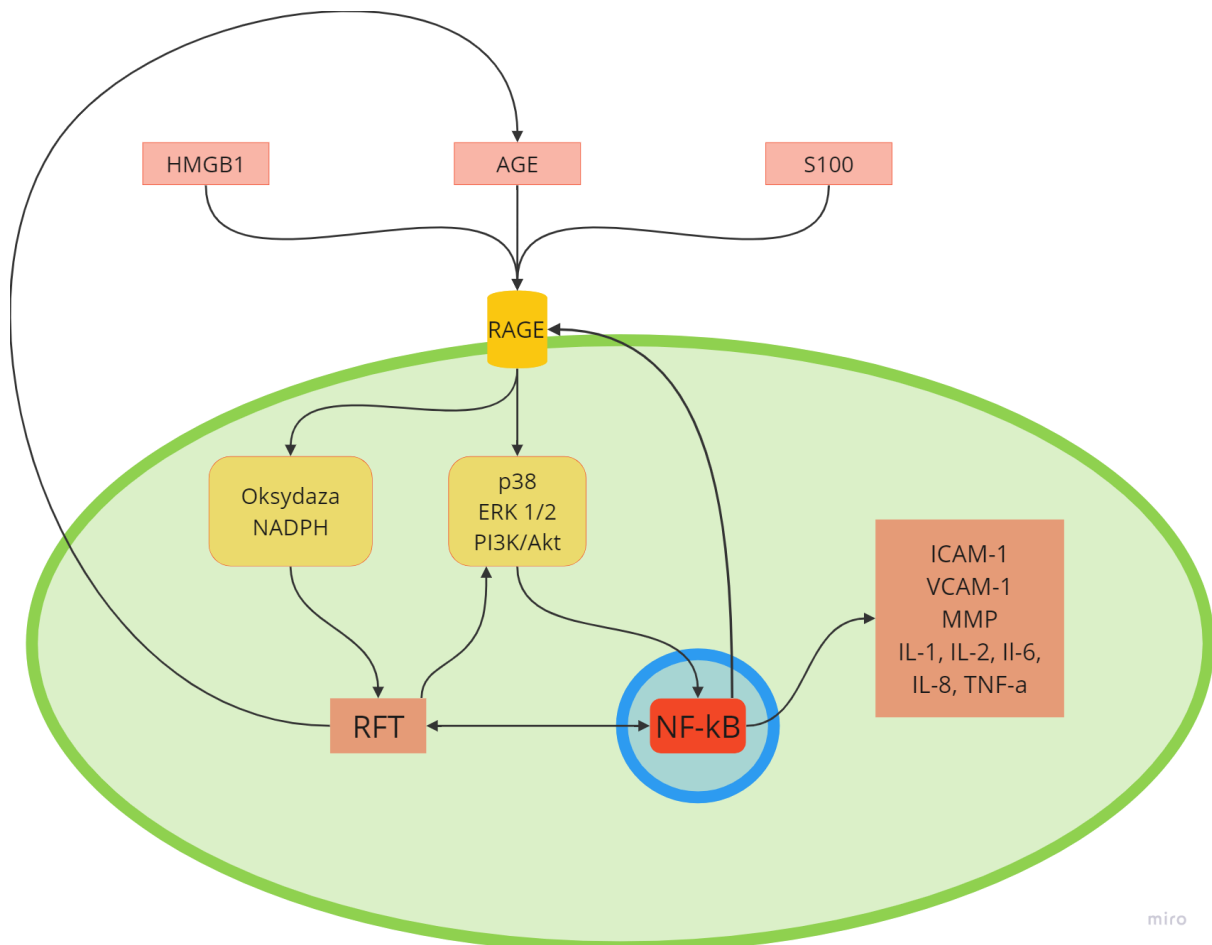 HMGB1
AGE
S100
RAGE
Oksydaza
NADPH
p38
ERK 1/2
PI3K/Akt
ICAM-1
VCAM-1
MMP
IL-1, IL-2, Il-6,
IL-8, TNF-a
RFT
NF-kB
miro